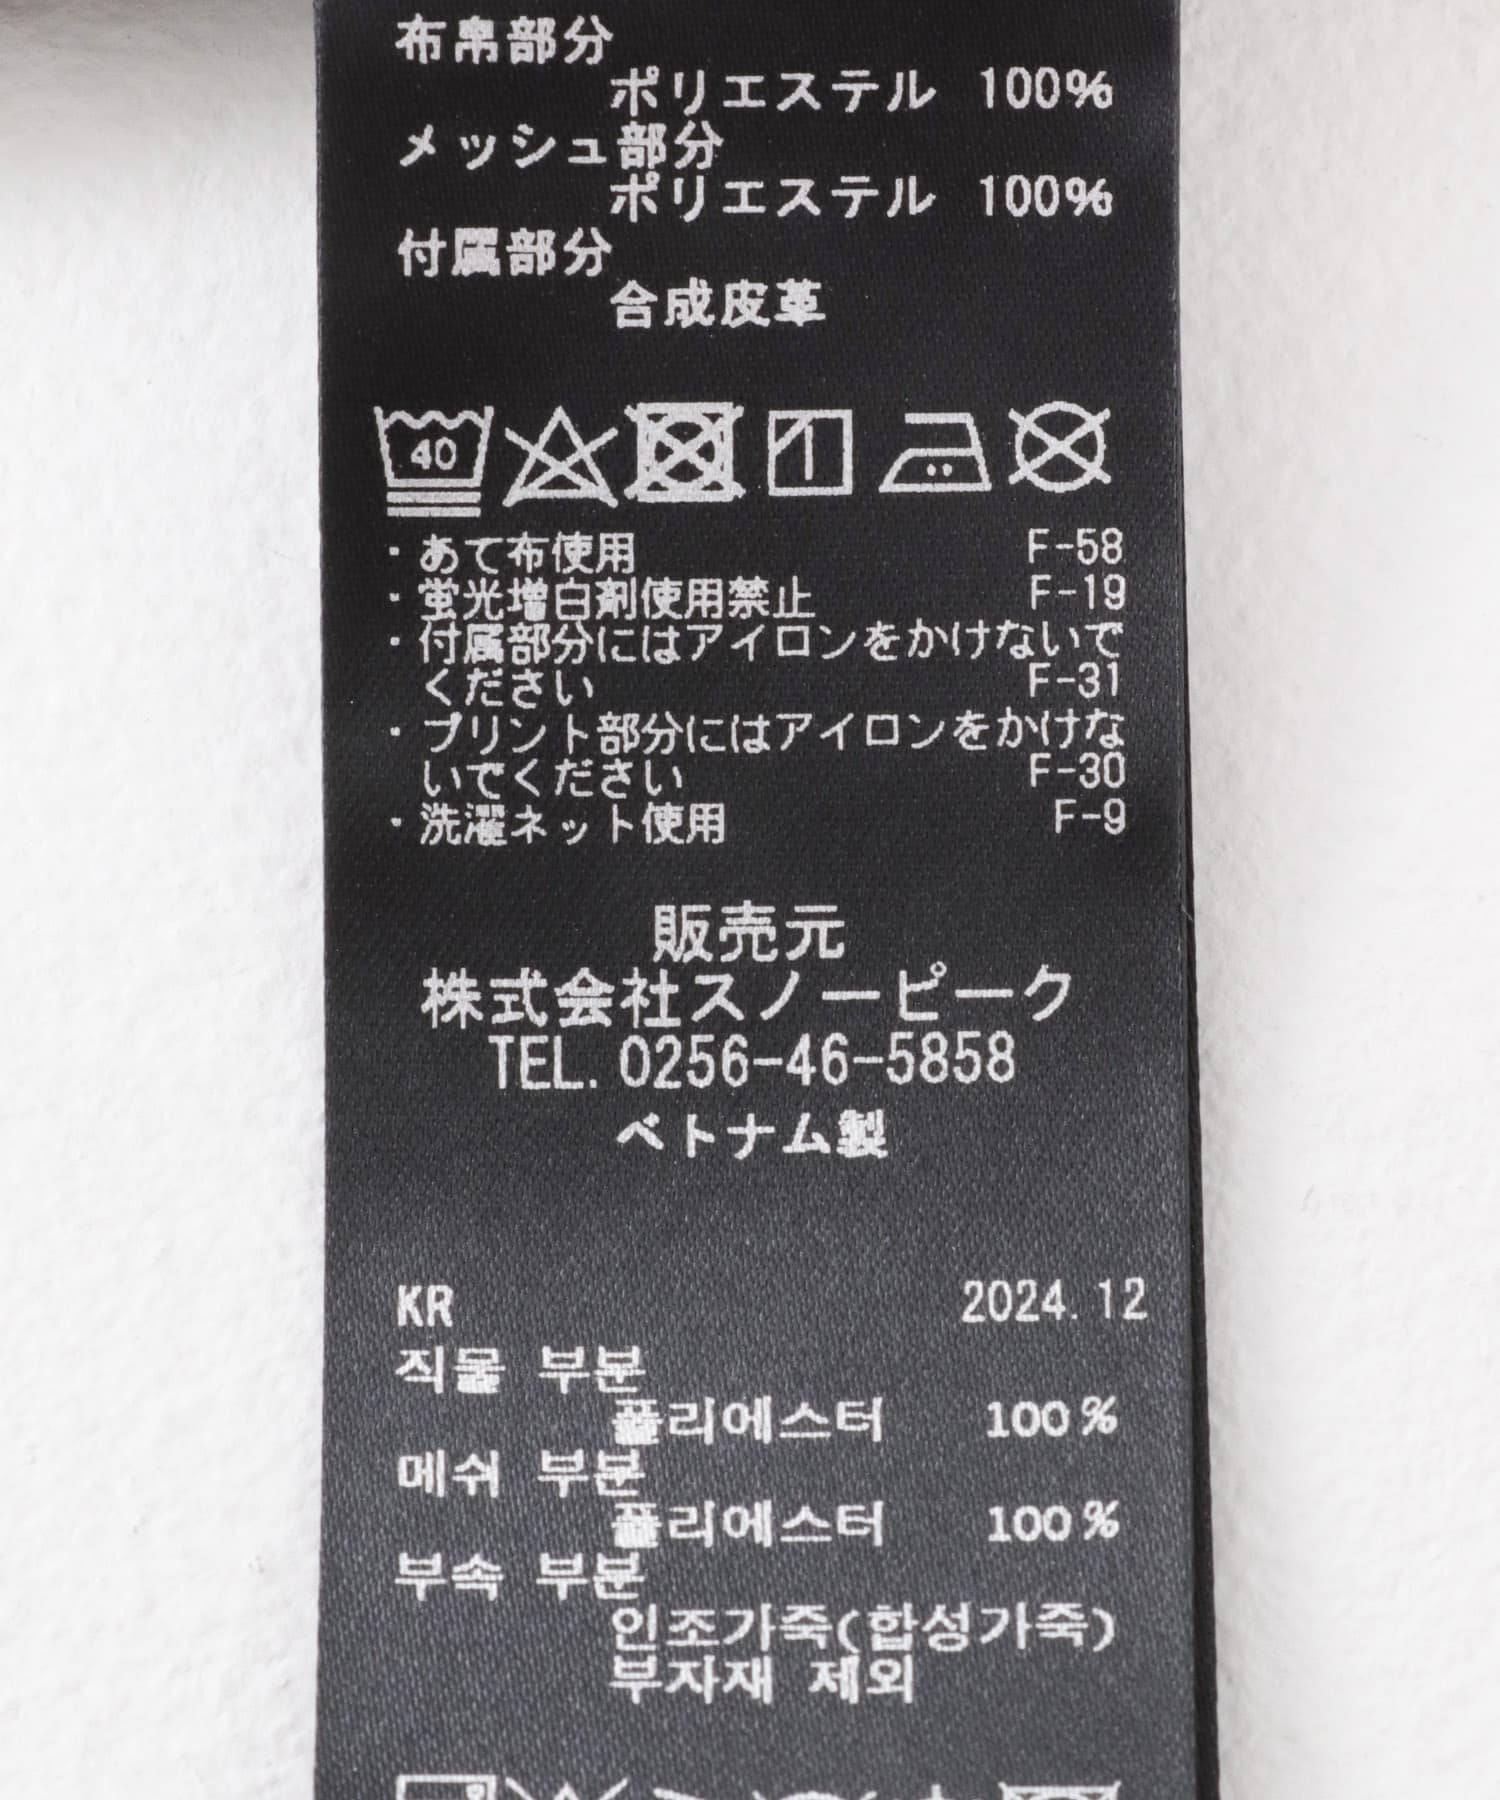 布帛部分
ポリエステル 100%
メッシュ部分
ポリエステル 100%
付属部分
合成皮革
40
・あて布使用 F-58
・蛍光増白剤使用禁止 F-19
・付属部分にはアイロンをかけないで
ください F-31
・プリント部分にはアイロンをかけな
いでください F-30
・洗濯ネット使用 F-9
販売元
株式会社スノーピーク
TEL. 0256-46-5858
ベトナム製
KR 2024.12
직물 부분
폴리에스터 100%
메쉬 부분
폴리에스터 100%
부속 부분
인조가죽(합성가죽)
부자재 제외